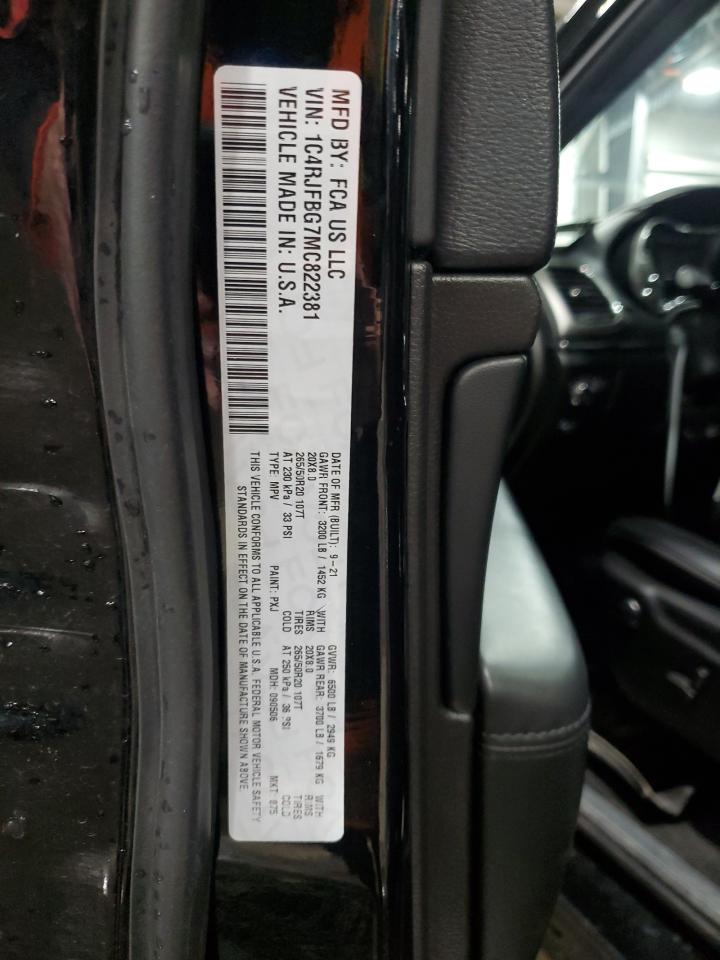 MFD BY: FCA US LLC
VIN: 1C4RJFBG7MC822381
VEHICLE MADE IN: U.S.A.
DATE OF MFR (BUILT): 9-21 GVWR: 6500 LB / 2949 KG
GAWR FRONT: 3200 LB / 1452 KG WITH GAWR REAR: 3700 LB / 1679 KG WITH
20X8.0 RIMS 20X8.0 RIMS
265/50R20 107T TIRES 265/50R20 107T TIRES
AT 230 kPa / 33 PSI COLD AT 250 kPa / 36 PSI COLD
TYPE: MPV PAINT: PXJ MDH: 090506 MKT: 875
THIS VEHICLE CONFORMS TO ALL APPLICABLE U.S.A. FEDERAL MOTOR VEHICLE SAFETY
STANDARDS IN EFFECT ON THE DATE OF MANUFACTURE SHOWN ABOVE.